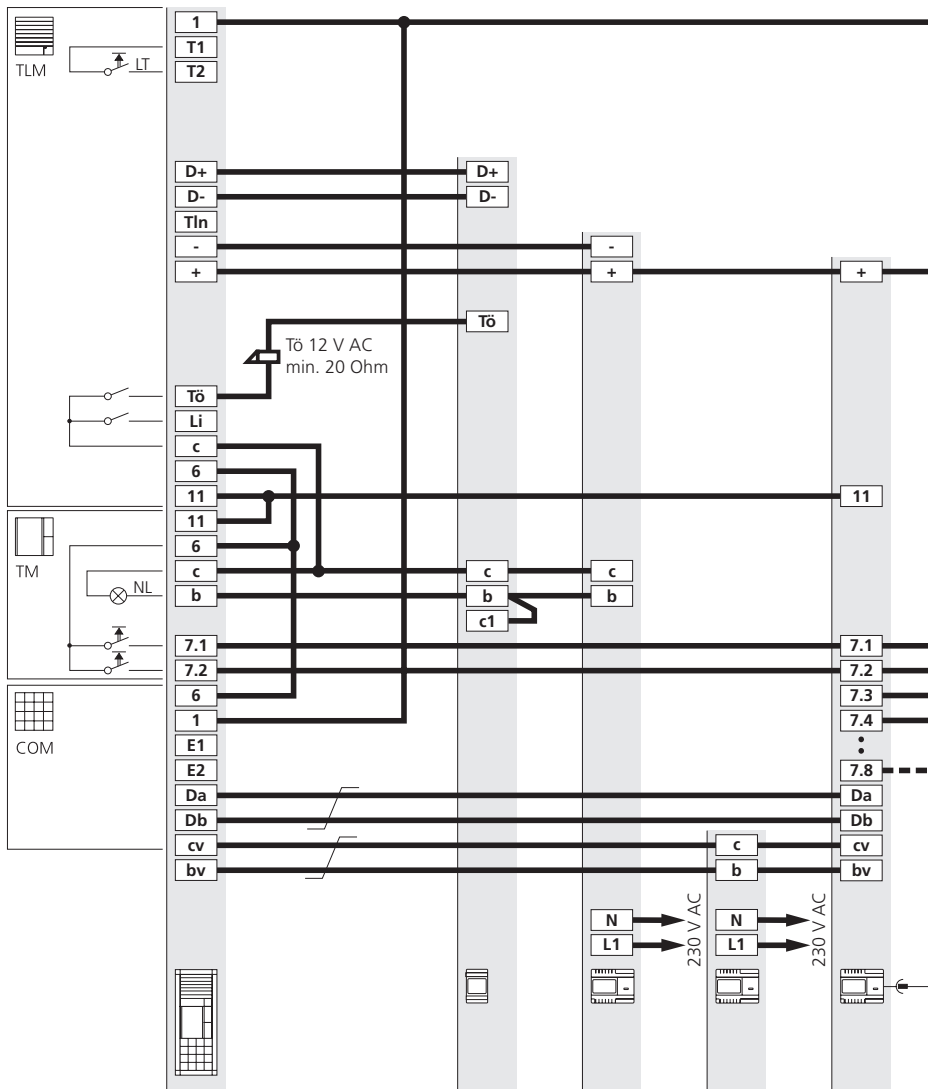 1
TLM
T1
LT
T2
D+ D+
D- D-
Tln
- -
+ + +
Tö
Tö 12 V AC
min. 20 Ohm
Tö
Li
c
6
11 11
11
TM
6
c c c
NL
b b b
c1
7.1 7.1
7.2 7.2
6 7.3
1 7.4
COM
E1
E2 7.8
Da Da
Db Db
cv c cv
bv b bv
N N
L1 L1
230 V AC 230 V AC